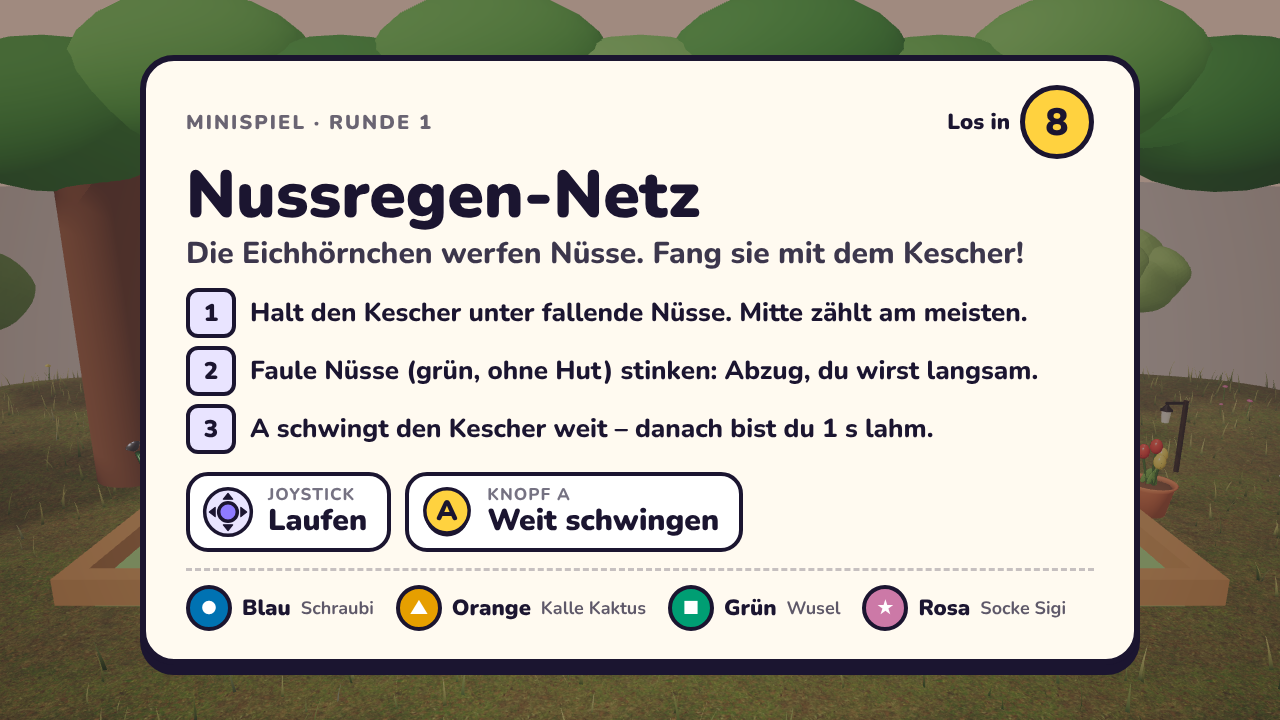 MINISPIEL · RUNDE 1
Los in 8
Nussregen-Netz
Die Eichhörnchen werfen Nüsse. Fang sie mit dem Kescher!
1 Halt den Kescher unter fallende Nüsse. Mitte zählt am meisten.
2 Faule Nüsse (grün, ohne Hut) stinken: Abzug, du wirst langsam.
3 A schwingt den Kescher weit – danach bist du 1 s lahm.
JOYSTICK
Laufen
A
KNOPF A
Weit schwingen
Blau Schraubi Orange Kalle Kaktus Grün Wusel Rosa Socke Sigi